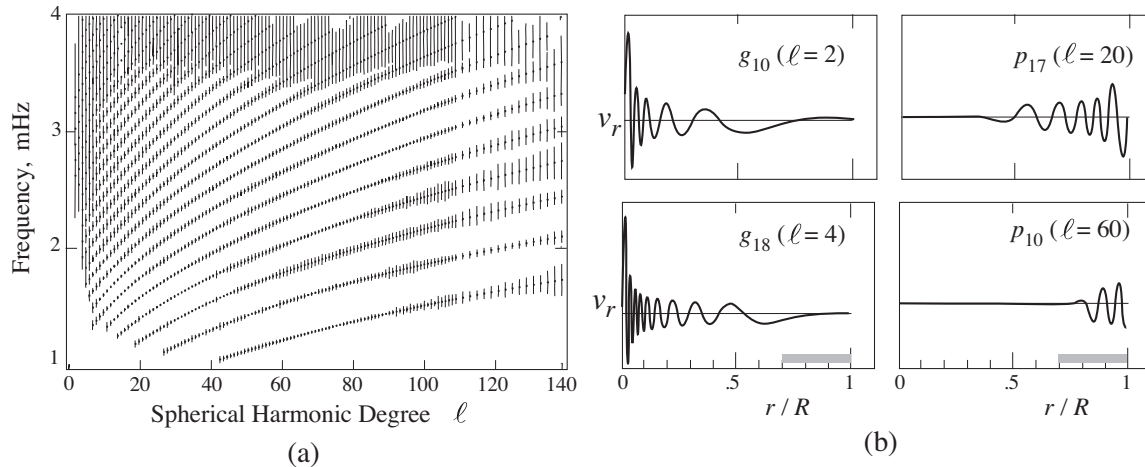 4
3
2
1
Frequency, mHz
0 20 40 60 80 100 120 140
Spherical Harmonic Degree ℓ
(a)
g10 (ℓ= 2)
p17 (ℓ= 20)
vr
g18 (ℓ= 4)
p10 (ℓ= 60)
vr
0 .5 1
0 .5 1
r / R
r / R
(b)